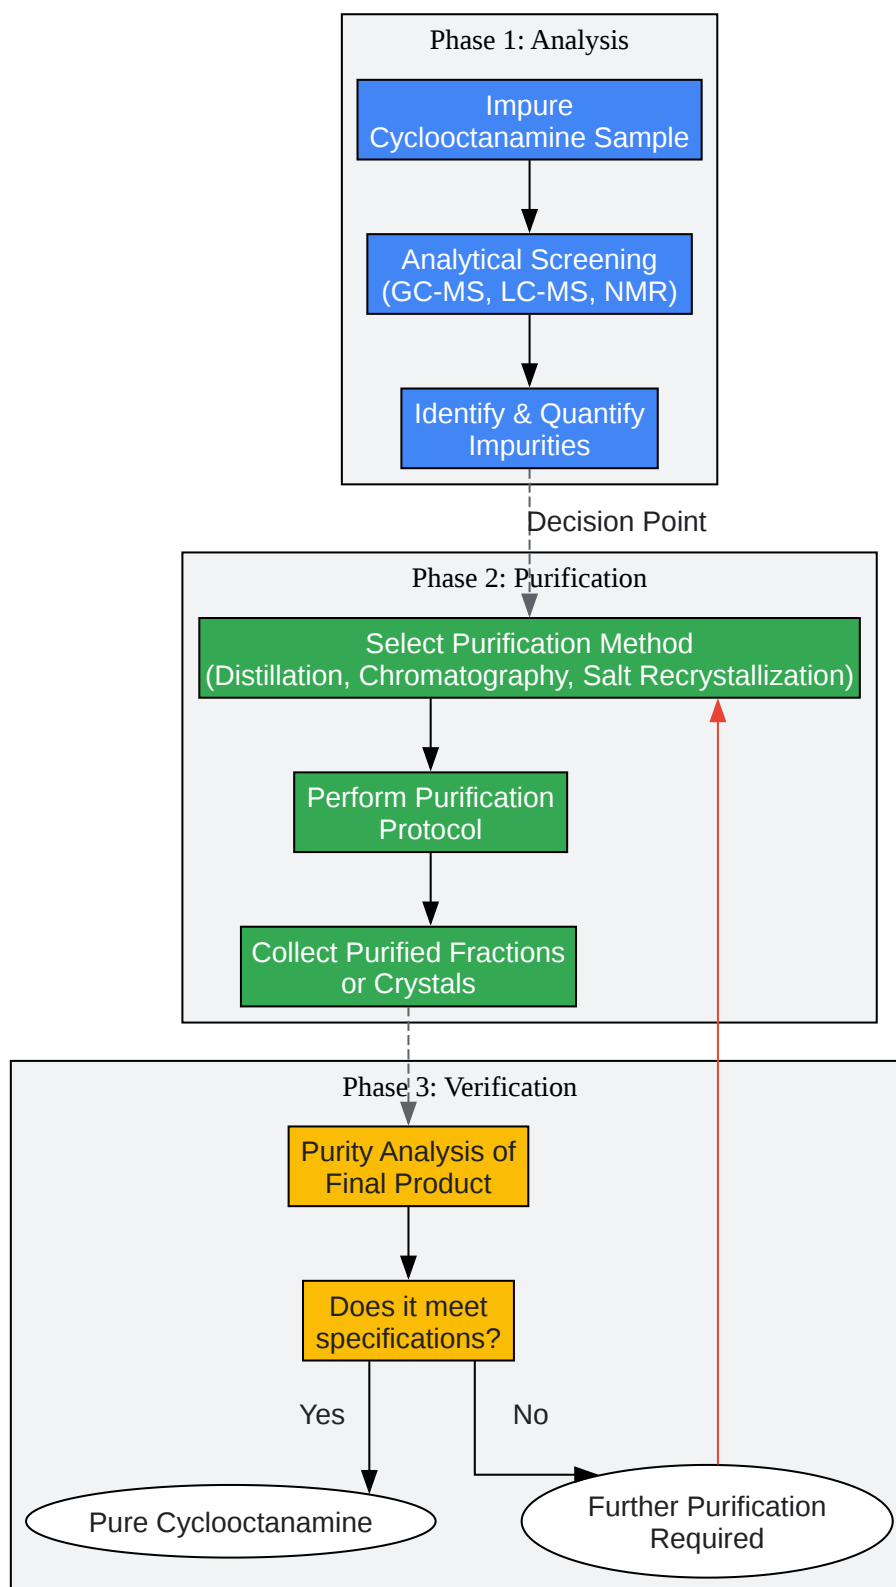 Phase 1: Analysis
Impure
Cyclooctanamine Sample
Analytical Screening
(GC-MS, LC-MS, NMR)
Identify & Quantify
Impurities
Decision Point
Phase 2: Purification
Select Purification Method
(Distillation, Chromatography, Salt Recrystallization)
Perform Purification
Protocol
Collect Purified Fractions
or Crystals
Phase 3: Verification
Purity Analysis of
Final Product
Does it meet
specifications?
Yes
No
Pure Cyclooctanamine
Further Purification
Required